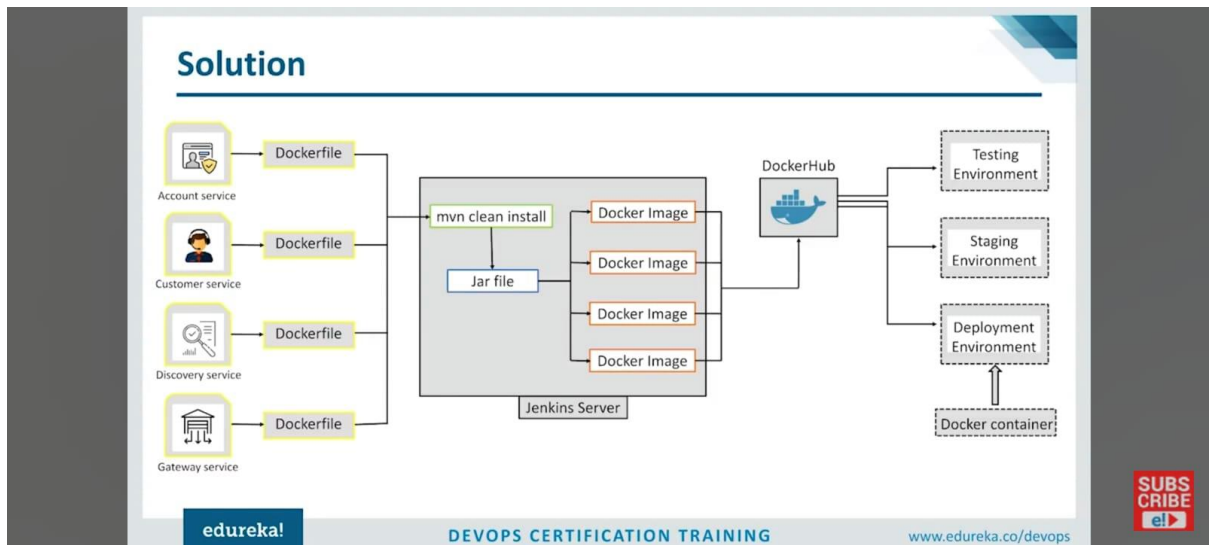 Solution
Account service
Dockerfile
Customer service
Dockerfile
Discovery service
Dockerfile
Gateway service
Dockerfile
mvn clean install
Jar file
Docker Image
Docker Image
Docker Image
Docker Image
Jenkins Server
DockerHub
Testing
Environment
Staging
Environment
Deployment
Environment
Docker container
edureka!
DEVOPS CERTIFICATION TRAINING
www.edureka.co/devops
SUBS
CRIBE
e!